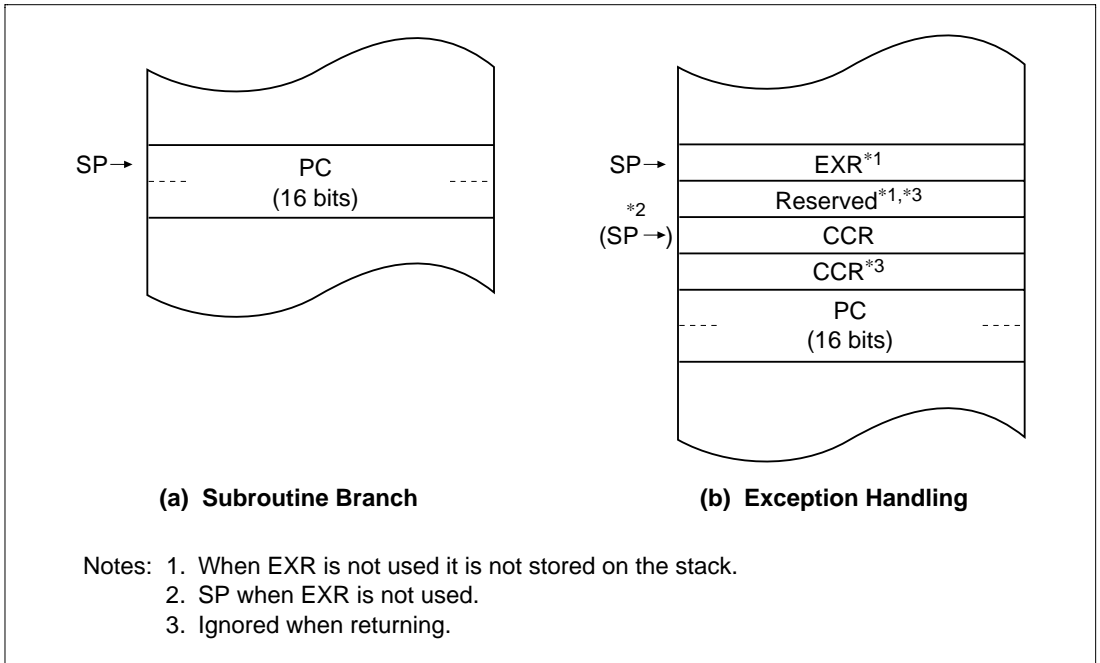 SP→ PC
(16 bits)
(a) Subroutine Branch
SP→ EXR*1
Reserved*1,*3
*2
(SP→) CCR
CCR*3
PC
(16 bits)
(b) Exception Handling
Notes: 1. When EXR is not used it is not stored on the stack.
2. SP when EXR is not used.
3. Ignored when returning.